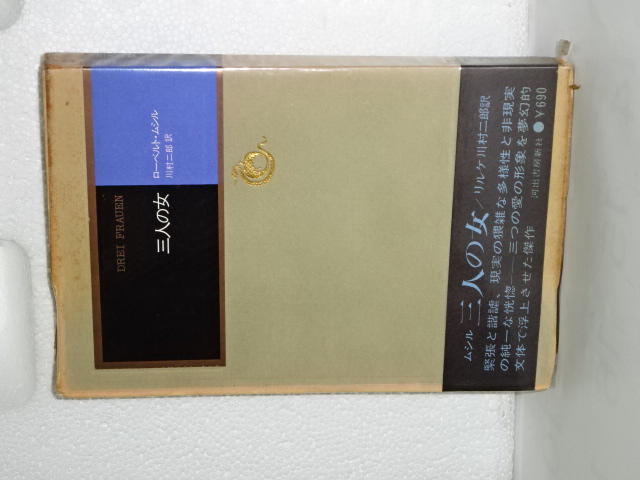 DREI FRAUEN
三人の女
ローベルト・ムシル
川村二郎 訳
ムシル 三人の女/リルケ川村二郎訳
緊張と諧謔、現実の猥雑な多様性と非現実
の純一な恍惚――三つの愛の形象を夢幻的
文体で浮上させた傑作
河出書房新社 ●¥690